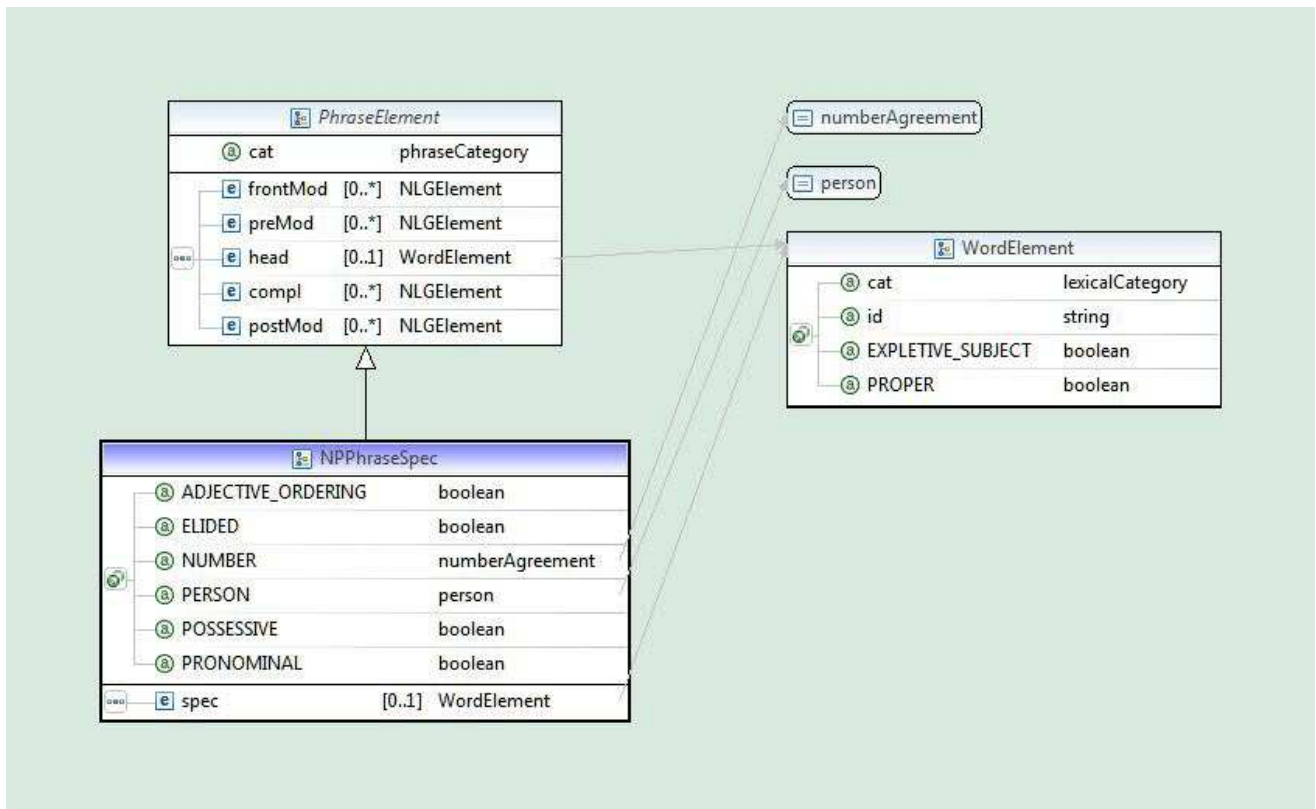 PhraseElement
cat phraseCategory
frontMod [0..*] NLGElement
preMod [0..*] NLGElement
head [0..1] WordElement
compl [0..*] NLGElement
postMod [0..*] NLGElement
numberAgreement
person
WordElement
cat lexicalCategory
id string
EXPLETIVE_SUBJECT boolean
PROPER boolean
NPPhraseSpec
ADJECTIVE_ORDERING boolean
ELIDED boolean
NUMBER numberAgreement
PERSON person
POSSESSIVE boolean
PRONOMINAL boolean
spec [0..1] WordElement